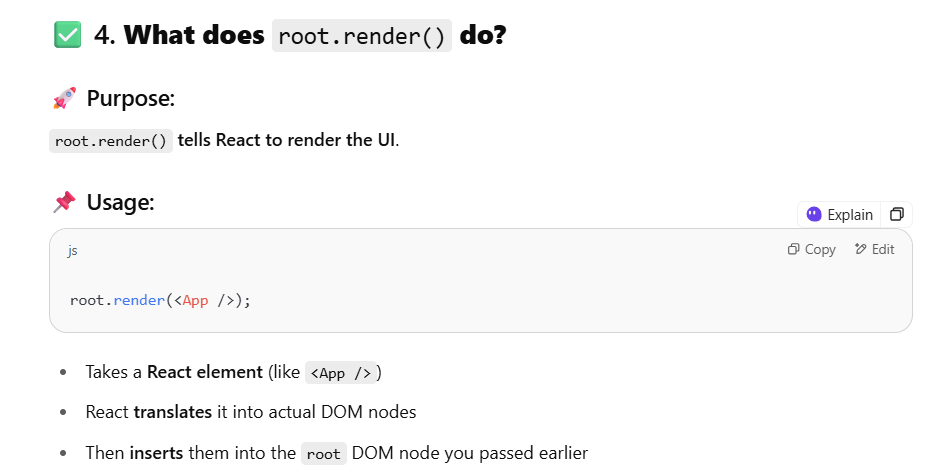 ✅ 4. What does root.render() do?
🚀 Purpose:
root.render() tells React to render the UI.
📌 Usage:
Explain
js
Copy
Edit
root.render(<App />);
• Takes a React element (like <App />)
• React translates it into actual DOM nodes
• Then inserts them into the root DOM node you passed earlier